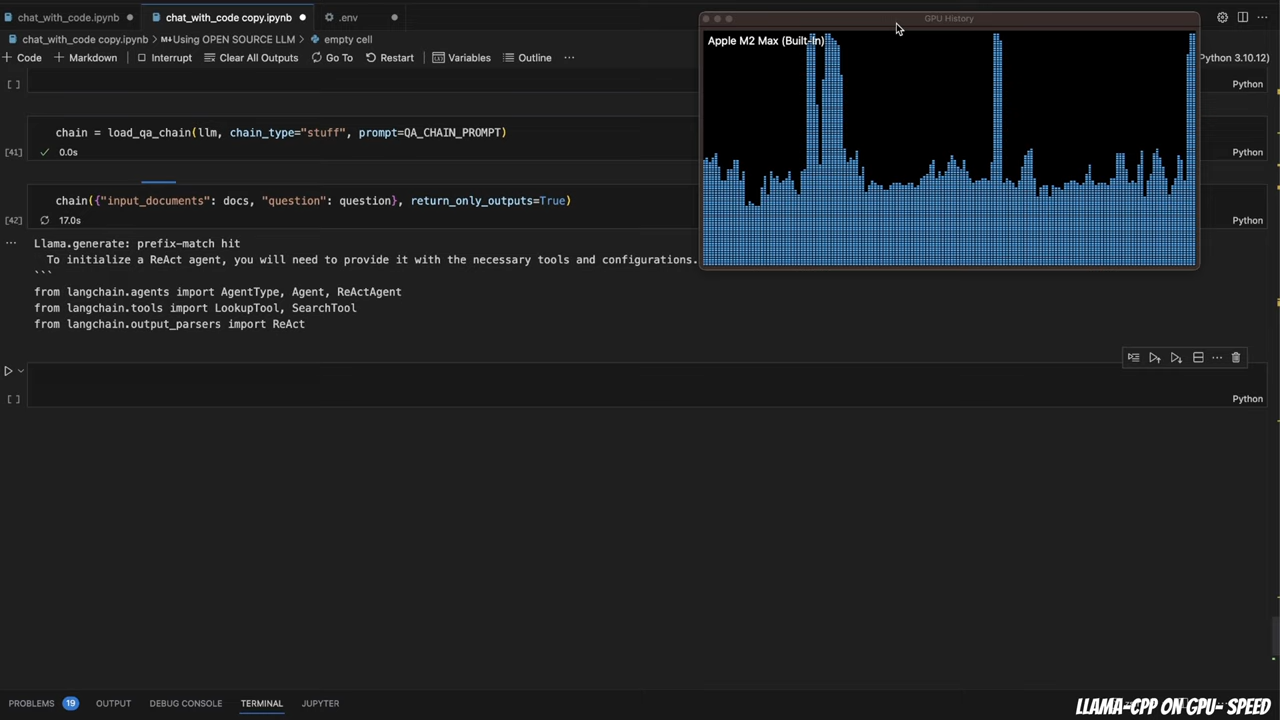 chat_with_code.ipynb
chat_with_code copy.ipynb
.env
GPU History
chat_with_code copy.ipynb > Using OPEN SOURCE LLM > empty cell
Apple M2 Max (Built-In)
+ Code
+ Markdown
Interrupt
Clear All Outputs
Go To
Restart
Variables
Outline
...
Python 3.10.12
[ ]
Python
chain = load_qa_chain(llm, chain_type="stuff", prompt=QA_CHAIN_PROMPT)
[41]
0.0s
Python
chain({"input_documents": docs, "question": question}, return_only_outputs=True)
[42]
17.0s
Python
... Llama.generate: prefix-match hit
To initialize a ReAct agent, you will need to provide it with the necessary tools and configurations.
```
from langchain.agents import AgentType, Agent, ReActAgent
from langchain.tools import LookupTool, SearchTool
from langchain.output_parsers import ReAct
[ ]
Python
PROBLEMS 19
OUTPUT
DEBUG CONSOLE
TERMINAL
JUPYTER
LLAMA-CPP ON GPU- SPEED